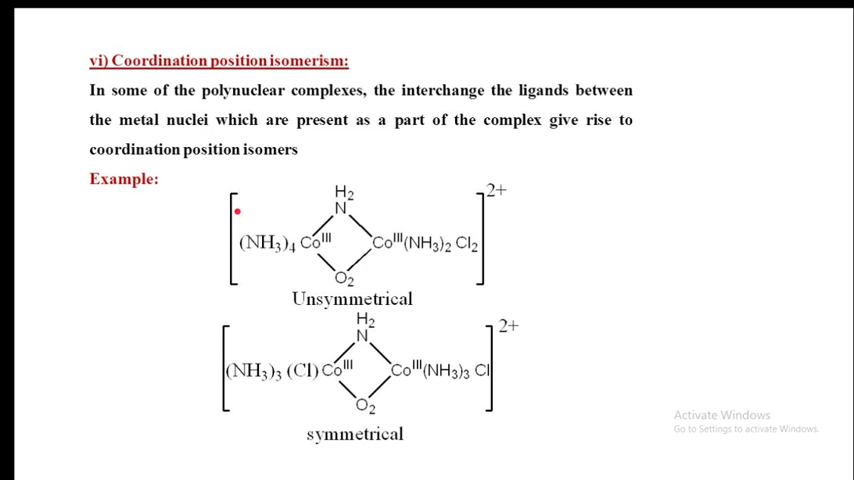 vi) Coordination position isomerism:
In some of the polynuclear complexes, the interchange the ligands between
the metal nuclei which are present as a part of the complex give rise to
coordination position isomers
Example:
H2
N
2+
(NH3)4 CoIII CoIII(NH3)2 Cl2
O2
Unsymmetrical
H2
N
2+
(NH3)3 (Cl) CoIII CoIII(NH3)3 Cl
O2
symmetrical
Activate Windows
Go to Settings to activate Windows.